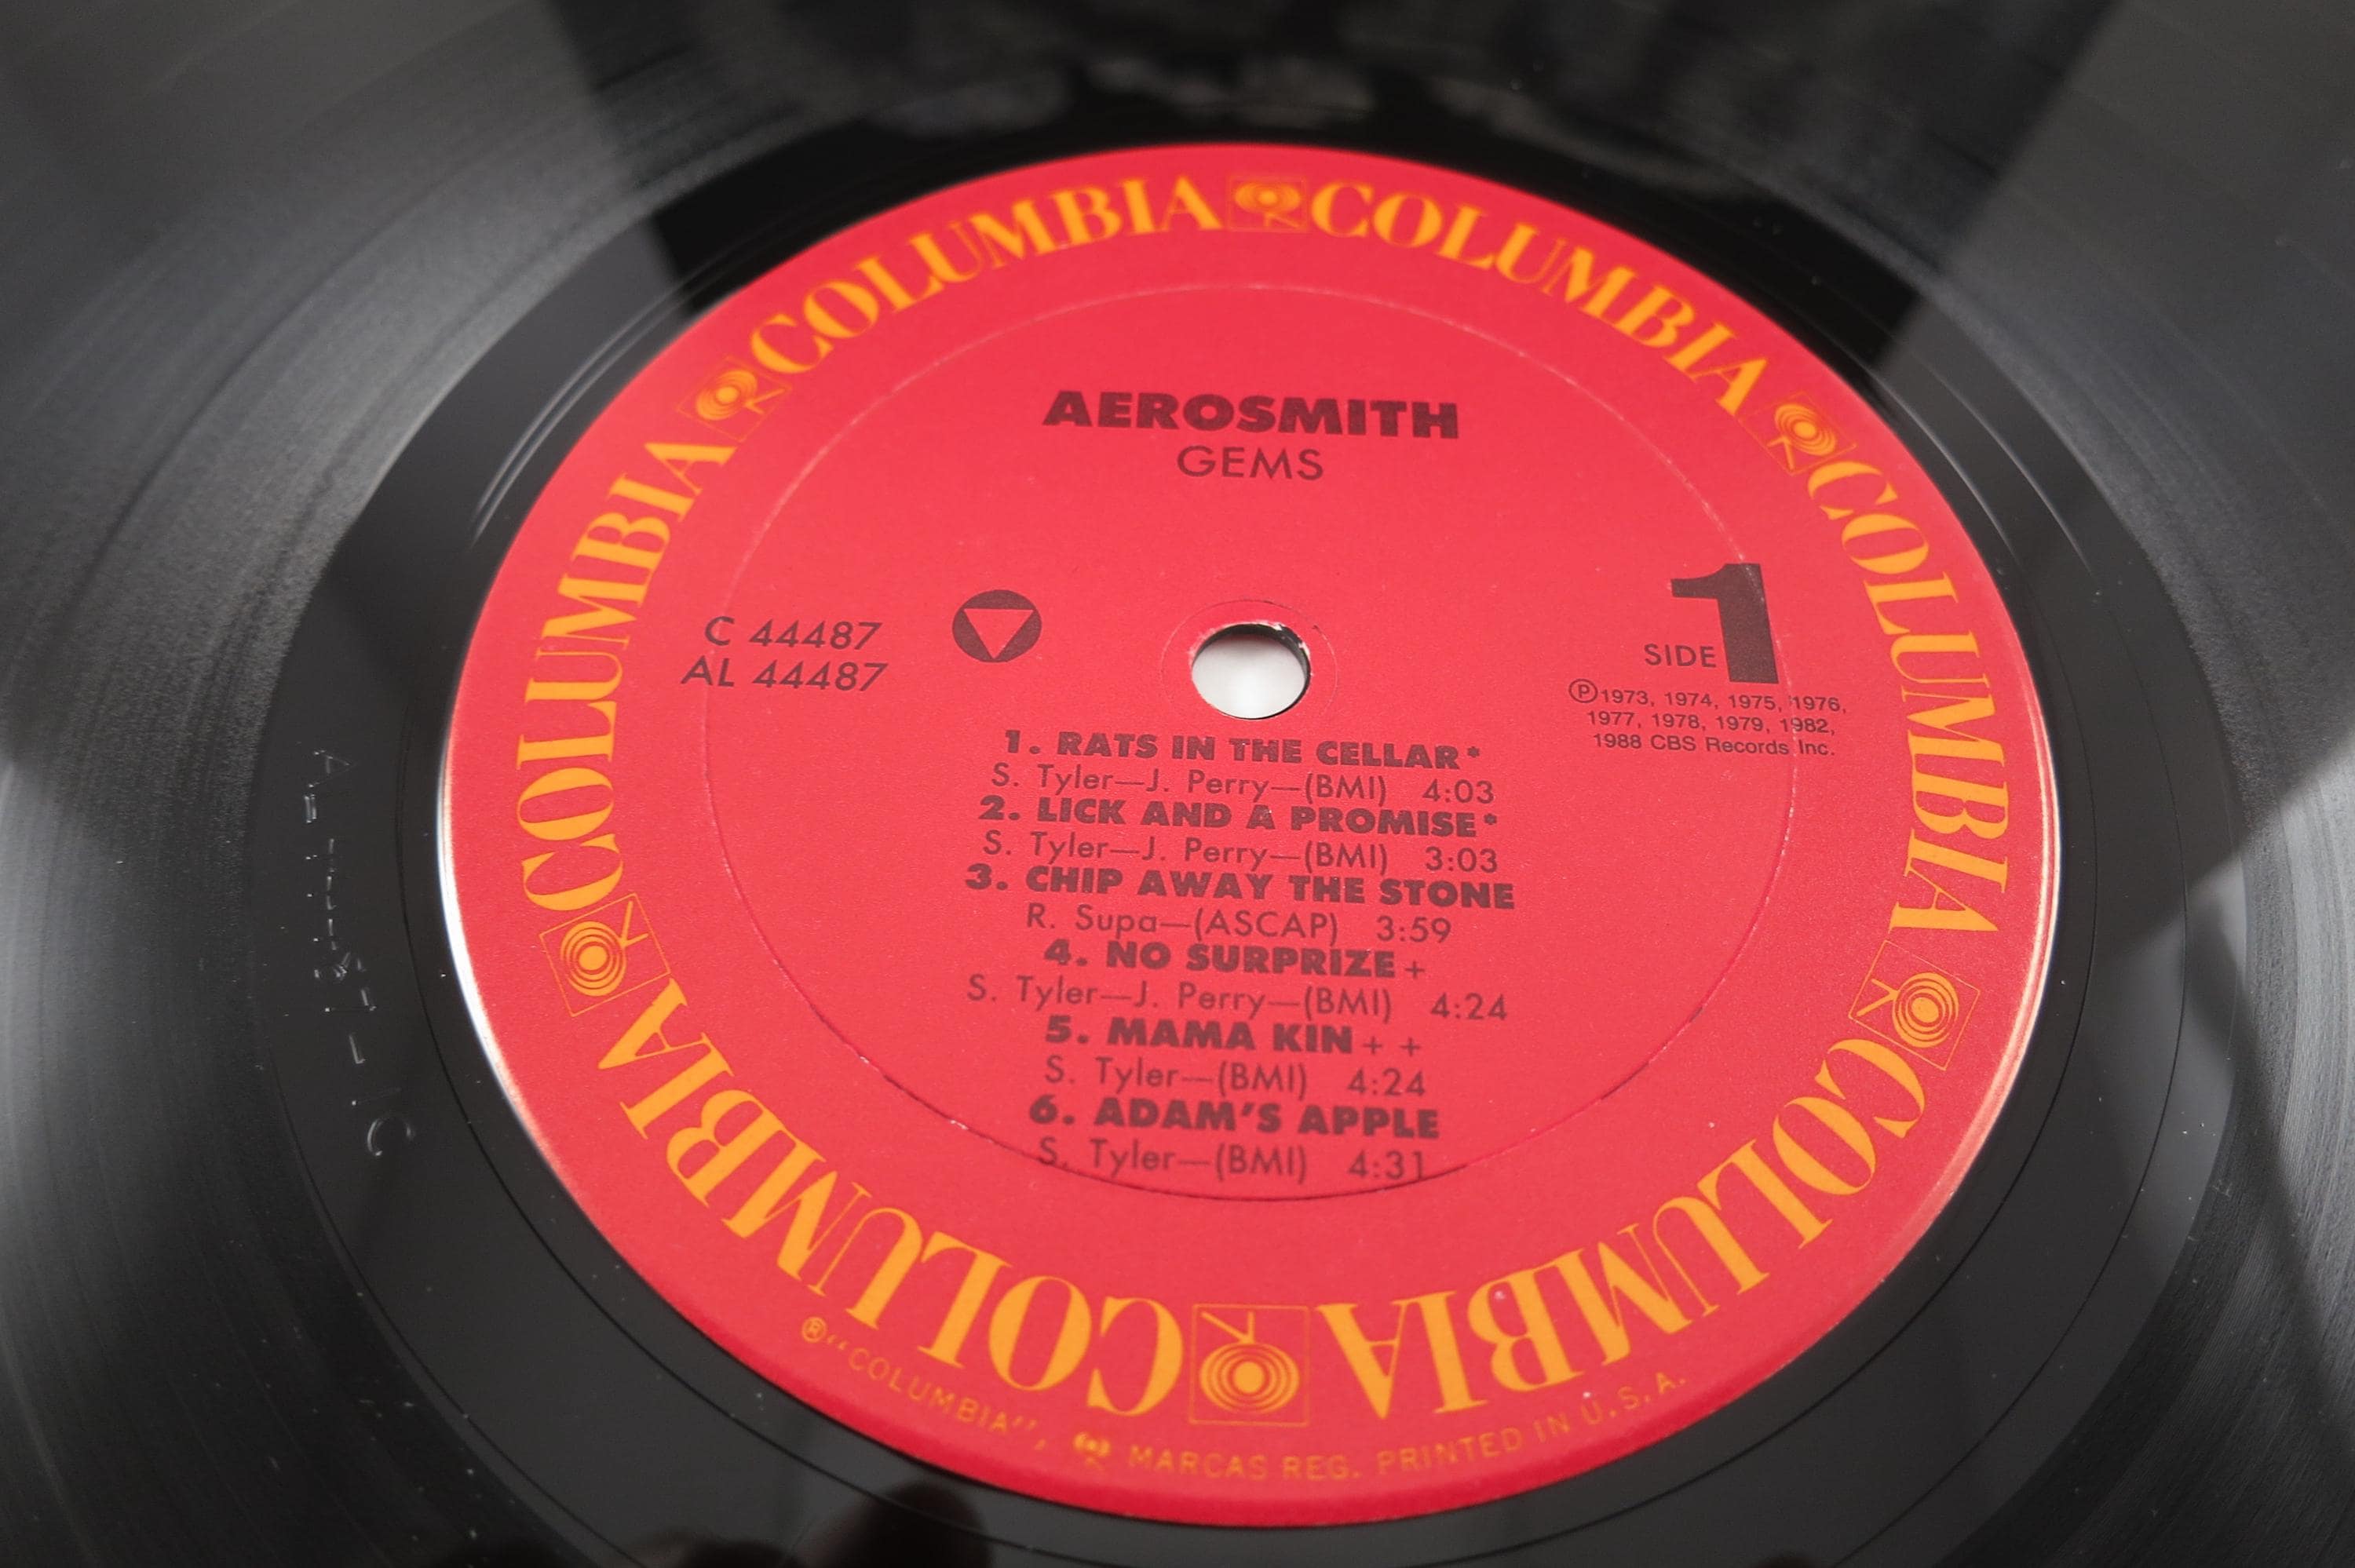 COLUMBIA COLUMBIA COLUMBIA COLUMBIA COLUMBIA COLUMBIA COLUMBIA
AEROSMITH
GEMS
C 44487
AL 44487
SIDE 1
Ⓟ1973, 1974, 1975, 1976,
1977, 1978, 1979, 1982,
1988 CBS Records Inc.
1. RATS IN THE CELLAR*
S. Tyler—J. Perry—(BMI) 4:03
2. LICK AND A PROMISE*
S. Tyler—J. Perry—(BMI) 3:03
3. CHIP AWAY THE STONE
R. Supa—(ASCAP) 3:59
4. NO SURPRIZE+
S. Tyler—J. Perry—(BMI) 4:24
5. MAMA KIN++
S. Tyler—(BMI) 4:24
6. ADAM'S APPLE
S. Tyler—(BMI) 4:31
®"COLUMBIA", MARCAS REG. PRINTED IN U.S.A.